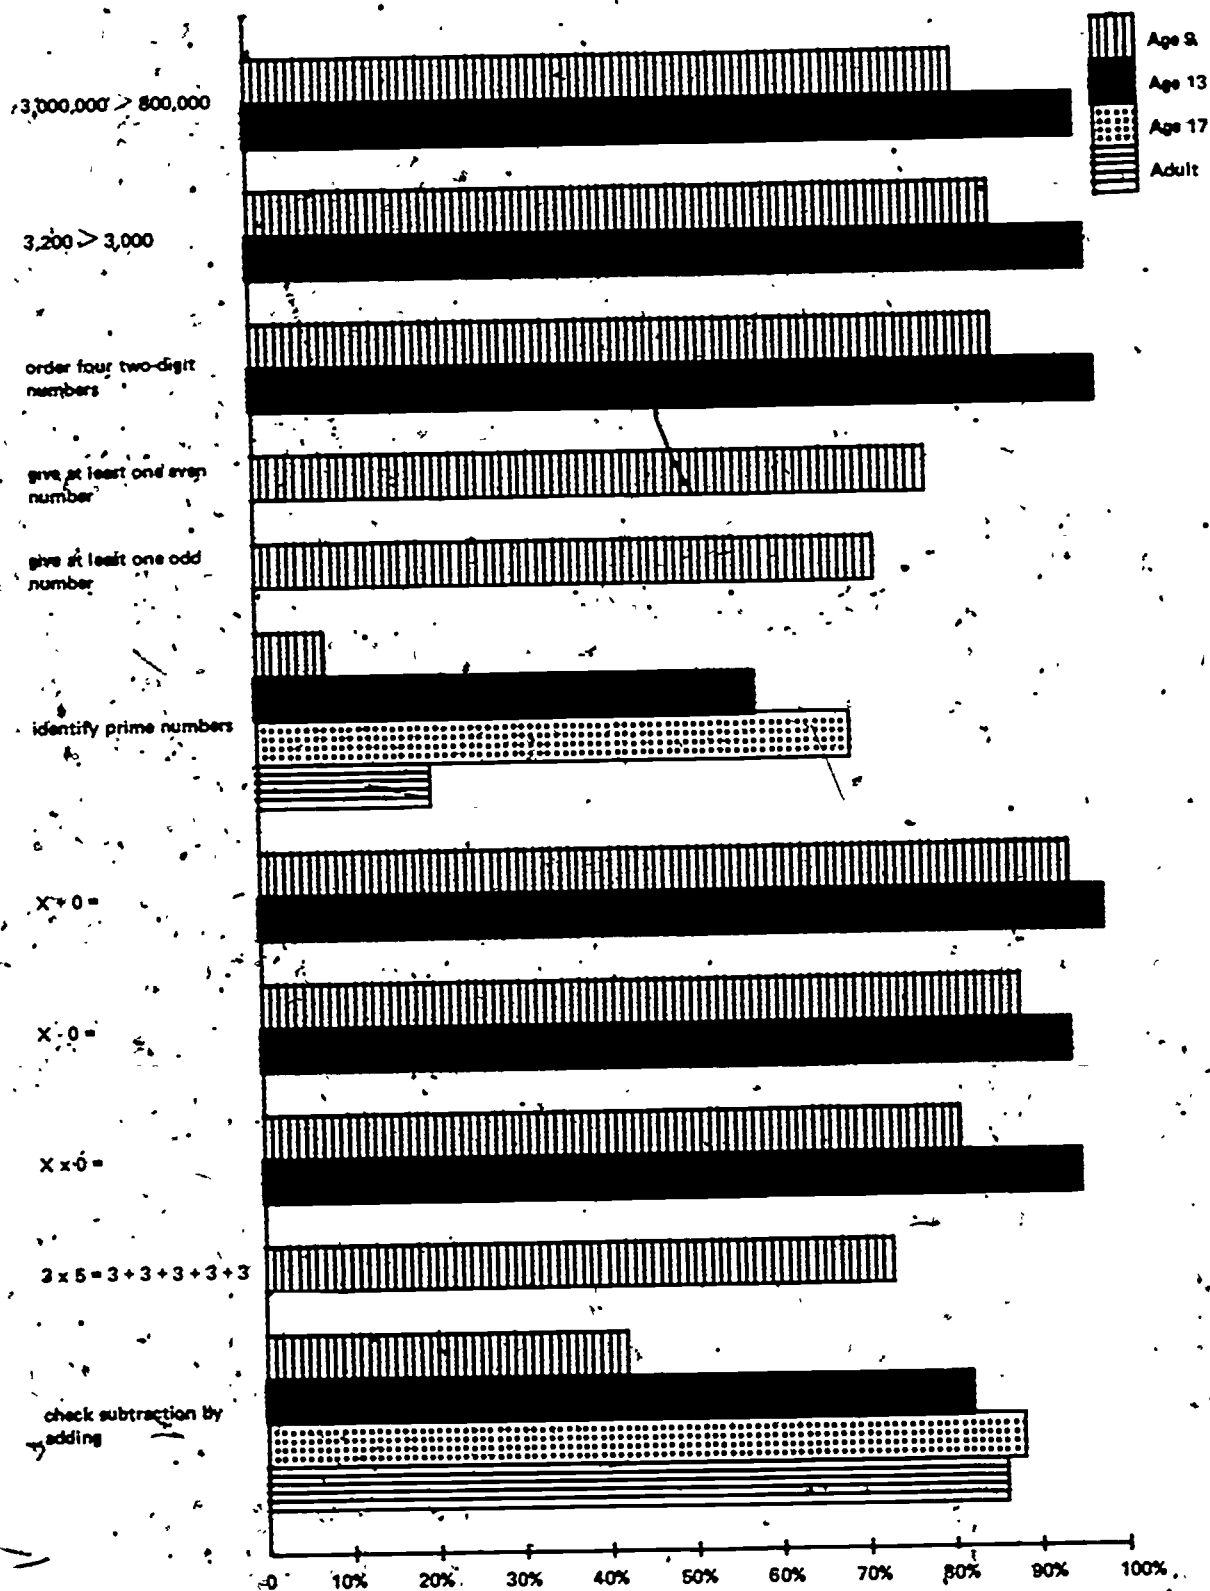 Age 9
Age 13
Age 17
Adult
3,000,000 > 800,000
3,200 > 3,000
order four two-digit
numbers
give at least one even
number
give at least one odd
number
identify prime numbers
X + 0 =
X - 0 =
X x 0 =
3 x 5 = 3 + 3 + 3 + 3 + 3
check subtraction by
adding
0 10% 20% 30% 40% 50% 60% 70% 80% 90% 100%